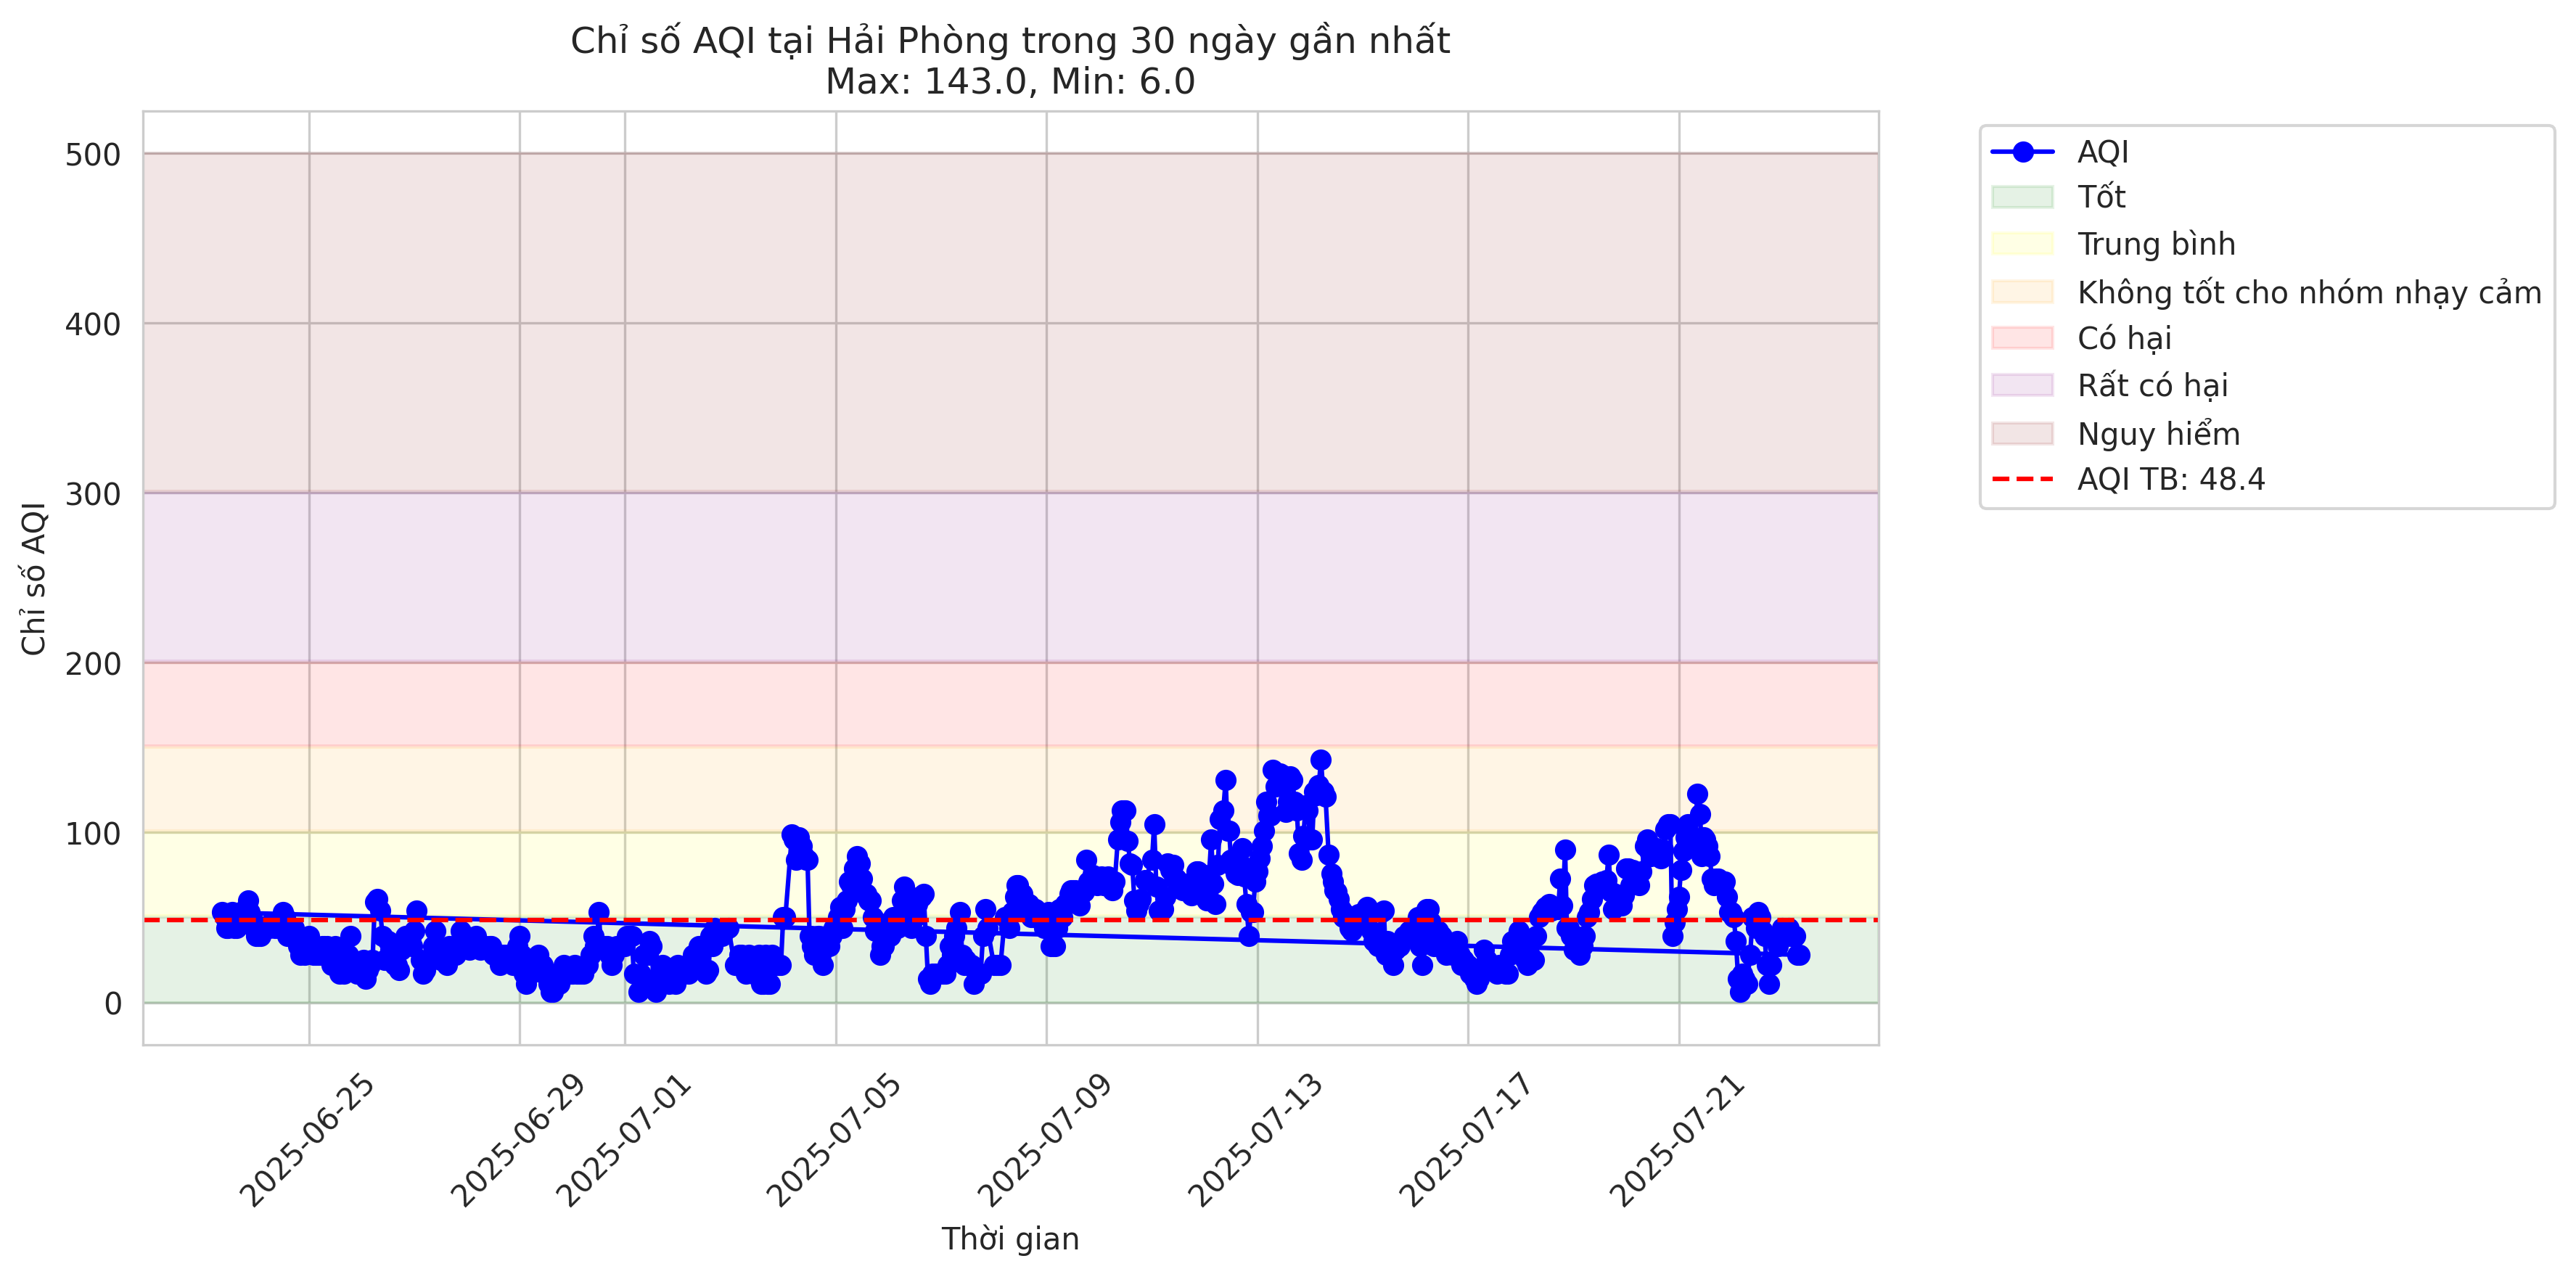 Chỉ số AQI tại Hải Phòng trong 30 ngày gần nhất
Max: 143.0, Min: 6.0
Chỉ số AQI
500
400
300
200
100
0
2025-06-25
2025-06-29
2025-07-01
2025-07-05
2025-07-09
2025-07-13
2025-07-17
2025-07-21
Thời gian
AQI
Tốt
Trung bình
Không tốt cho nhóm nhạy cảm
Có hại
Rất có hại
Nguy hiểm
AQI TB: 48.4